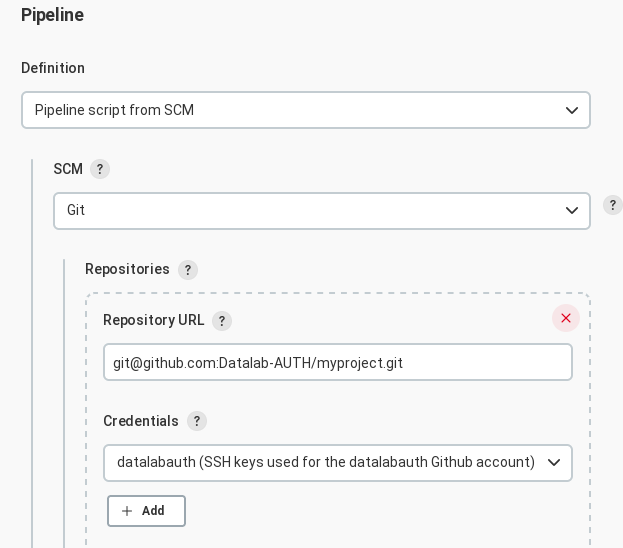 Pipeline
Definition
Pipeline script from SCM
SCM ?
Git
?
Repositories ?
Repository URL ?
git@github.com:Datalab-AUTH/myproject.git
Credentials ?
datalabauth (SSH keys used for the datalabauth Github account)
Add